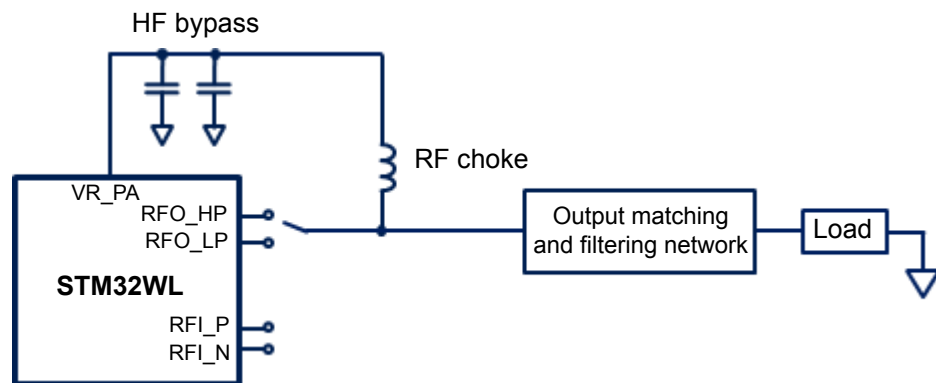 HF bypass
RF choke
VR_PA
RFO_HP
RFO_LP
STM32WL
RFI_P
RFI_N
Output matching
and filtering network
Load